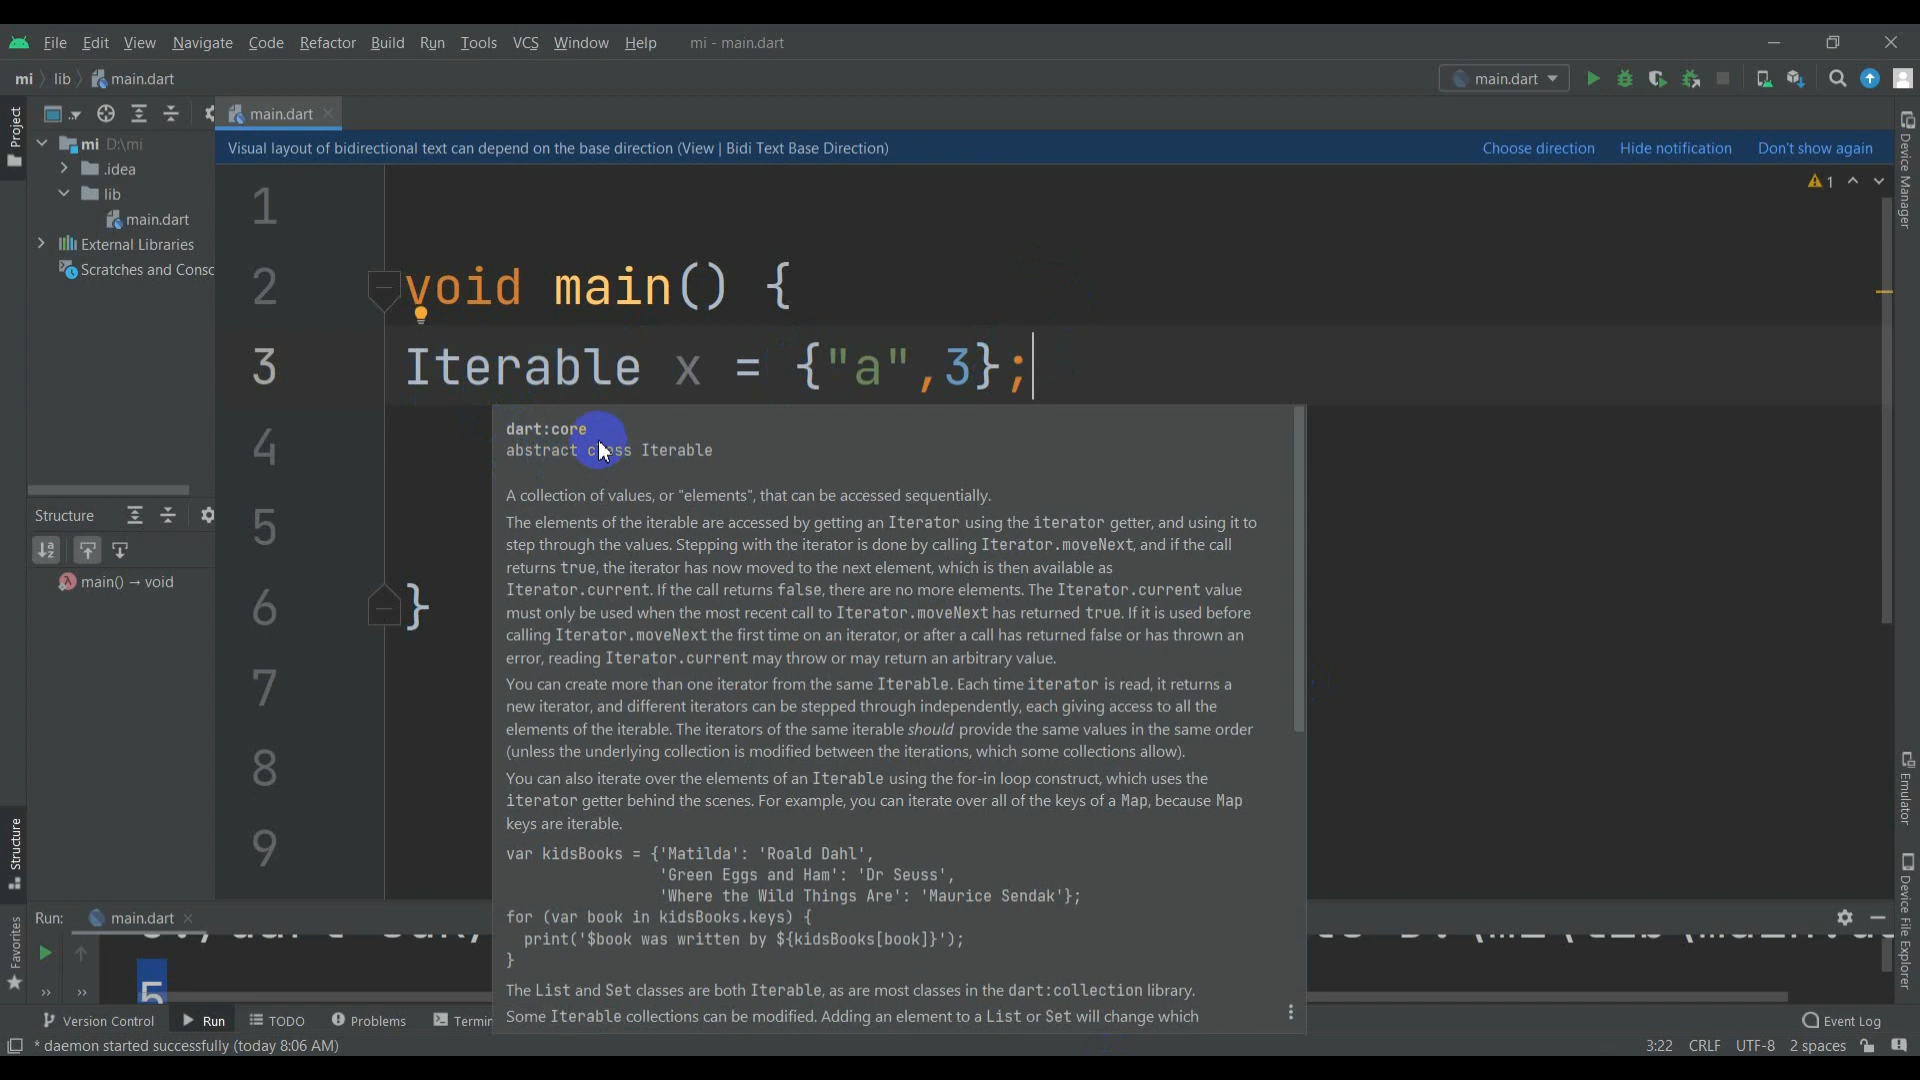 File Edit View Navigate Code Refactor Build Run Tools VCS Window Help mi - main.dart
mi lib main.dart main.dart
Project
main.dart
mi D:\mi
Visual layout of bidirectional text can depend on the base direction (View | Bidi Text Base Direction) Choose direction Hide notification Don't show again
.idea
lib
main.dart
External Libraries
Scratches and Consc
Device Manager
1
1
2 void main() {
3 Iterable x = {"a",3};
4
5
6 }
7
8
9
dart:core
abstract class Iterable
A collection of values, or "elements", that can be accessed sequentially.
The elements of the iterable are accessed by getting an Iterator using the iterator getter, and using it to
step through the values. Stepping with the iterator is done by calling Iterator.moveNext, and if the call
returns true, the iterator has now moved to the next element, which is then available as
Iterator.current. If the call returns false, there are no more elements. The Iterator.current value
must only be used when the most recent call to Iterator.moveNext has returned true. If it is used before
calling Iterator.moveNext the first time on an iterator, or after a call has returned false or has thrown an
error, reading Iterator.current may throw or may return an arbitrary value.
You can create more than one iterator from the same Iterable. Each time iterator is read, it returns a
new iterator, and different iterators can be stepped through independently, each giving access to all the
elements of the iterable. The iterators of the same iterable should provide the same values in the same order
(unless the underlying collection is modified between the iterations, which some collections allow).
You can also iterate over the elements of an Iterable using the for-in loop construct, which uses the
iterator getter behind the scenes. For example, you can iterate over all of the keys of a Map, because Map
keys are iterable.
var kidsBooks = {'Matilda': 'Roald Dahl',
'Green Eggs and Ham': 'Dr Seuss',
'Where the Wild Things Are': 'Maurice Sendak'};
for (var book in kidsBooks.keys) {
print('$book was written by ${kidsBooks[book]}');
}
The List and Set classes are both Iterable, as are most classes in the dart:collection library.
Some Iterable collections can be modified. Adding an element to a List or Set will change which
Structure
main() → void
Structure
Favorites
Emulator
Device File Explorer
Run: main.dart
5
Version Control Run TODO Problems Termin Event Log
* daemon started successfully (today 8:06 AM) 3:22 CRLF UTF-8 2 spaces